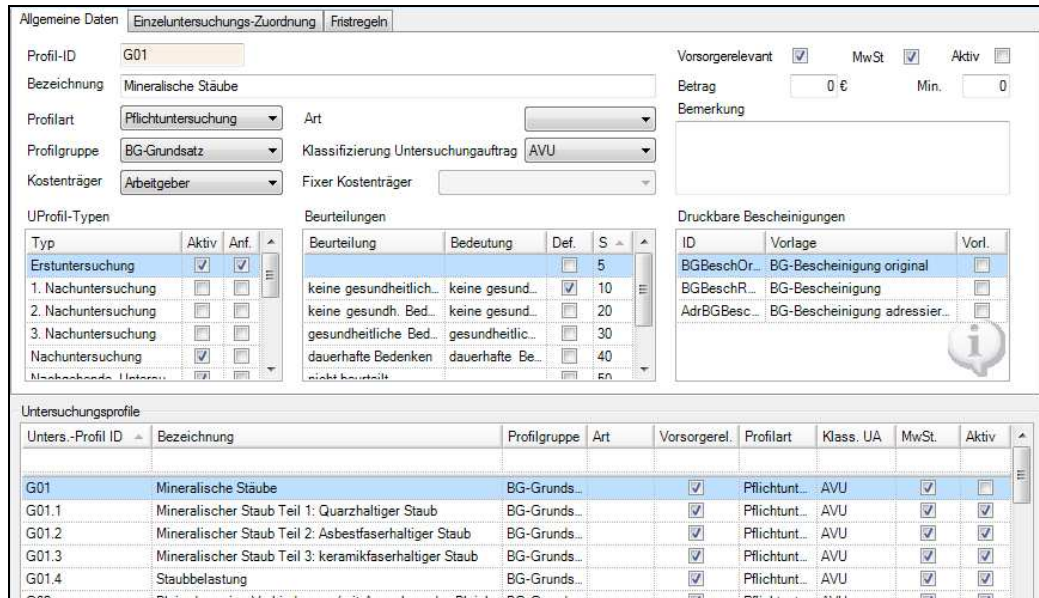 Allgemeine Daten Einzeluntersuchungs-Zuordnung Fristregeln
Profil-ID G01 Vorsorgerelevant MwSt Aktiv
Bezeichnung Mineralische Stäube Betrag 0 € Min. 0
Profilart Pflichtuntersuchung Art Bemerkung
Profilgruppe BG-Grundsatz Klassifizierung Untersuchungauftrag AVU
Kostenträger Arbeitgeber Fixer Kostenträger
UProfil-Typen Beurteilungen Druckbare Bescheinigungen
Typ Aktiv Anf. Beurteilung Bedeutung Def. S ID Vorlage Vorl.
Erstuntersuchung 5 BGBeschOr... BG-Bescheinigung original
1. Nachuntersuchung keine gesundheitlich... keine gesund... 10 BGBeschR... BG-Bescheinigung
2. Nachuntersuchung keine gesundh. Bed... keine gesund... 20 AdrBGBesc... BG-Bescheinigung adressier...
3. Nachuntersuchung gesundheitliche Bed... gesundheitlic... 30
Nachuntersuchung dauerhafte Bedenken dauerhafte Be... 40
nicht beurteilt 50
Untersuchungsprofile
Unters.-Profil ID Bezeichnung Profilgruppe Art Vorsorgerel. Profilart Klass. UA MwSt. Aktiv
G01 Mineralische Stäube BG-Grunds... Pflichtunt... AVU
G01.1 Mineralischer Staub Teil 1: Quarzhaltiger Staub BG-Grunds... Pflichtunt... AVU
G01.2 Mineralischer Staub Teil 2: Asbestfaserhaltiger Staub BG-Grunds... Pflichtunt... AVU
G01.3 Mineralischer Staub Teil 3: keramikfaserhaltiger Staub BG-Grunds... Pflichtunt... AVU
G01.4 Staubbelastung BG-Grunds... Pflichtunt... AVU